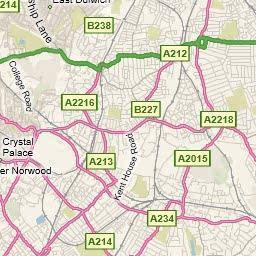 East Dulwich
214
ship Lane
B238
A212
College Road
A2216
B227
A2218
Crystal
Palace
er Norwood
A213
Kent House Road
A2015
A234
A214